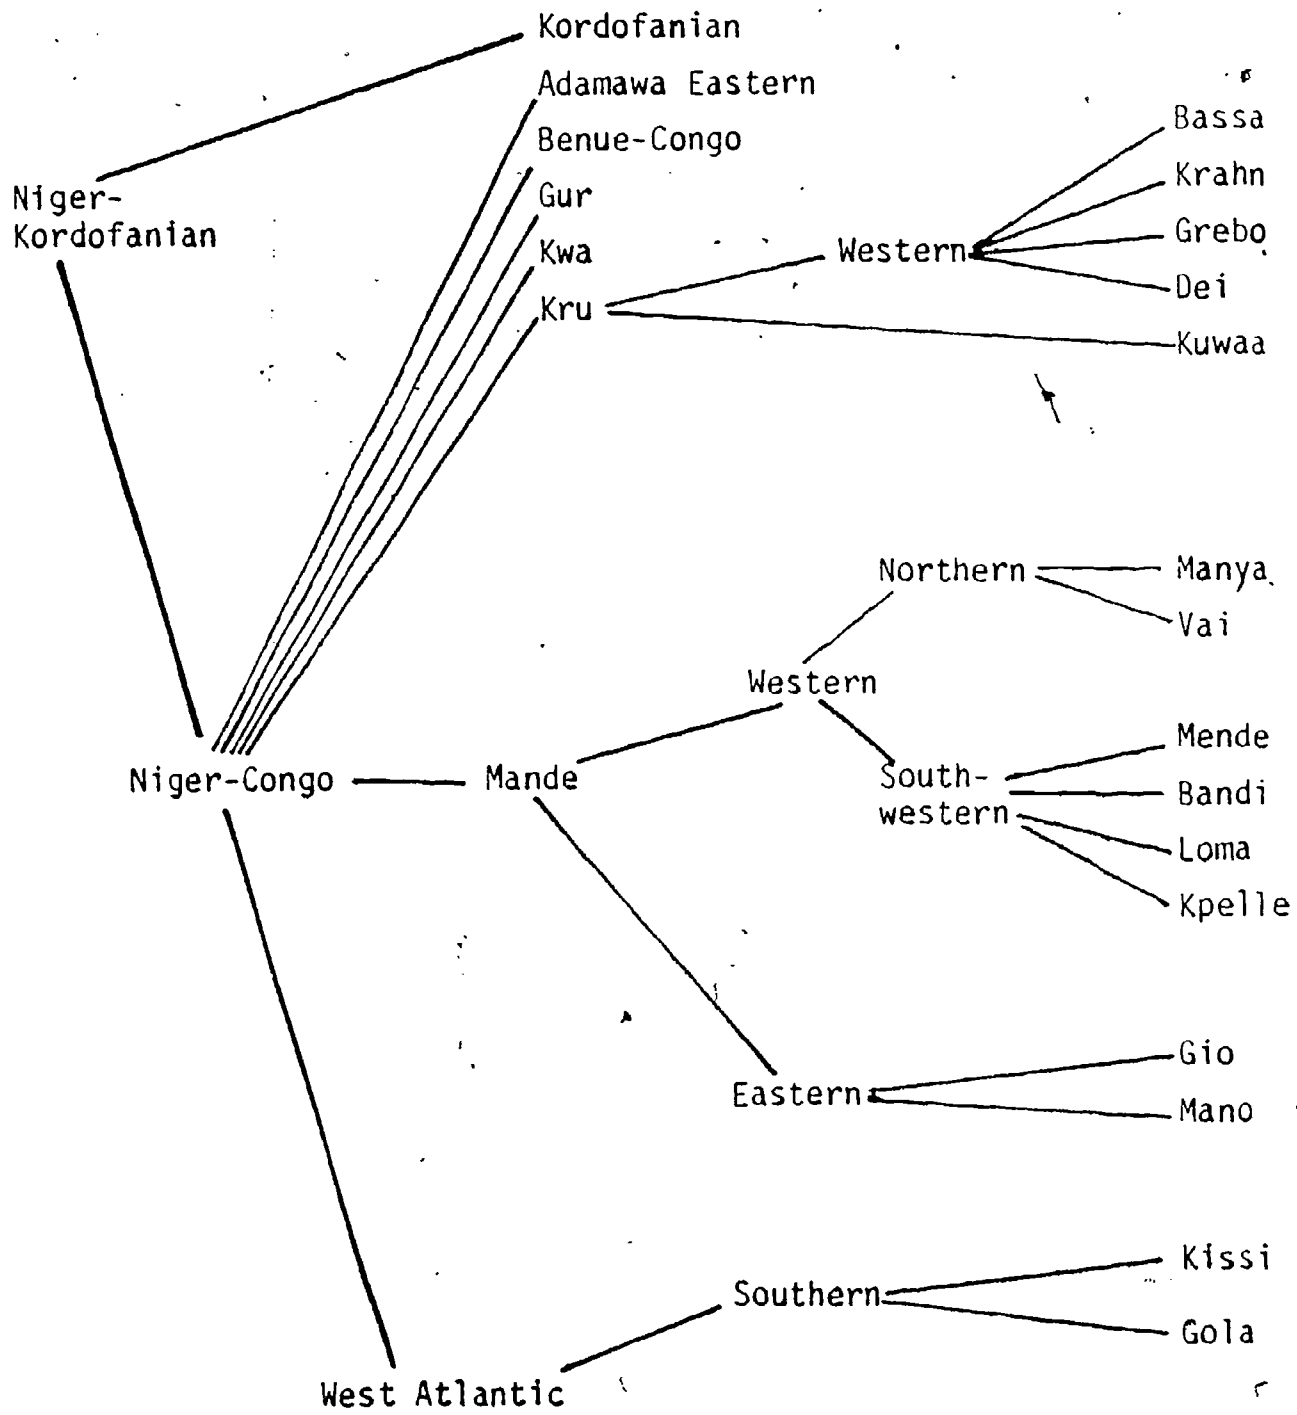 Kordofanian
Adamawa Eastern
Benue-Congo
Gur
Kwa
Kru
Niger-
Kordofanian
Western
Bassa
Krahn
Grebo
Dei
Kuwaa
Northern
Manya
Vai
Western
Niger-Congo
Mande
South-
western
Mende
Bandi
Loma
Kpelle
Eastern
Gio
Mano
Southern
Kissi
Gola
West Atlantic